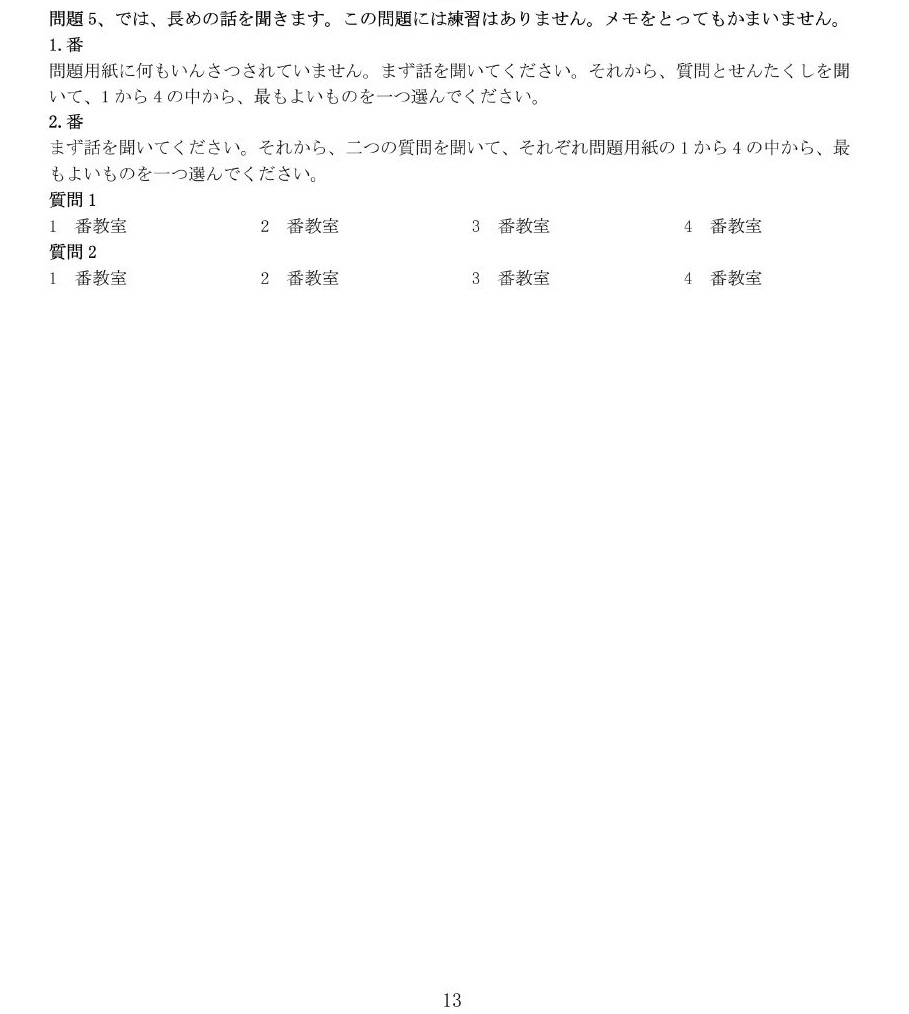 問題 5、では、長めの話を聞きます。この問題には練習はありません。メモをとってもかまいません。
1.番
問題用紙に何もいんさつされていません。まず話を聞いてください。それから、質問とせんたくしを聞
いて、1 から 4 の中から、最もよいものを一つ選んでください。
2.番
まず話を聞いてください。それから、二つの質問を聞いて、それぞれ問題用紙の 1 から 4 の中から、最
もよいものを一つ選んでください。
質問 1
1　番教室　2　番教室　3　番教室　4　番教室
質問 2
1　番教室　2　番教室　3　番教室　4　番教室
13